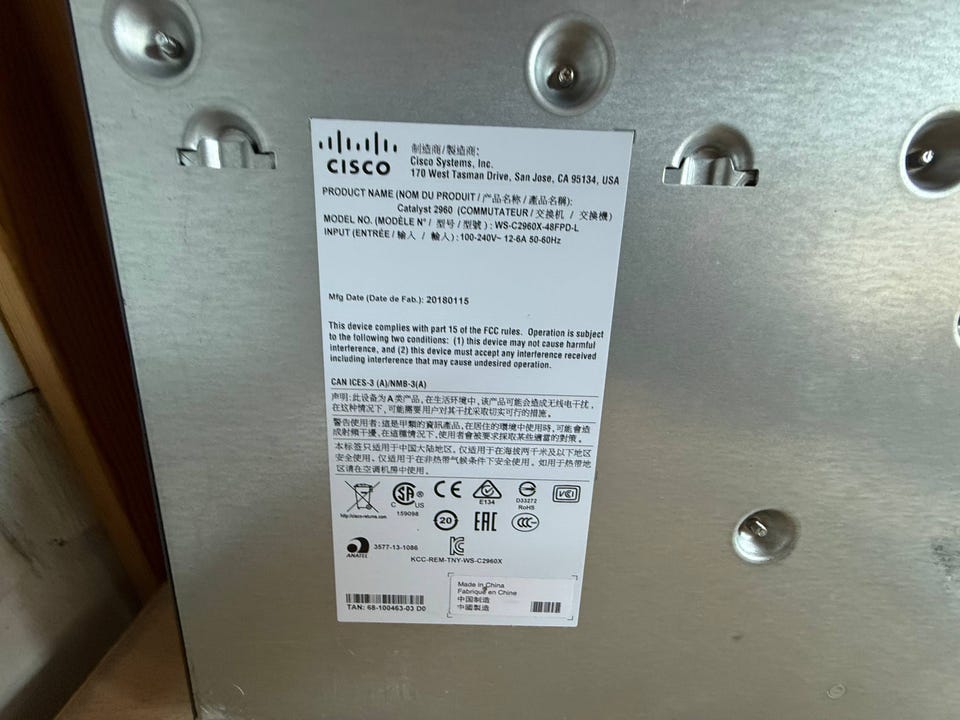 CISCO
制造商/製造商:
Cisco Systems, Inc.
170 West Tasman Drive, San Jose, CA 95134, USA
PRODUCT NAME (NOM DU PRODUIT / 产品名称 / 產品名稱):
Catalyst 2960 (COMMUTATEUR / 交换机 / 交換機)
MODEL NO. (MODÈLE N° / 型号 / 型號) : WS-C2960X-48FPD-L
INPUT (ENTRÉE / 输入 / 輸入) : 100-240V~ 12-6A 50-60Hz
Mfg Date (Date de Fab.): 20180115
This device complies with part 15 of the FCC rules. Operation is subject
to the following two conditions: (1) this device may not cause harmful
interference, and (2) this device must accept any interference received
including interference that may cause undesired operation.
CAN ICES-3 (A)/NMB-3(A)
声明: 此设备为A类产品, 在生活环境中, 该产品可能会造成无线电干扰,
在这种情况下, 可能需要用户对其干扰采取切实可行的措施。
警告使用者: 這是甲類的資訊產品, 在居住的環境中使用時, 可能會造
成射頻干擾, 在這種情況下, 使用者會被要求採取某些適當的對策。
本标签只适用于中国大陆地区。仅适用于在海拔两千米及以下地区
安全使用。仅适用于在非热带气候条件下安全使用。如用于热带地
区请在空调机房中使用。
http://cisco-returns.com
C SA ® US
159098
CE
E134
D33272
RoHS
VCI
20
EAC
CCC
ANATEL
3577-13-1086
KCC-REM-TNY-WS-C2960X
TAN: 68-100463-03 D0
Made in China
Fabriqué en Chine
中国制造
中國製造